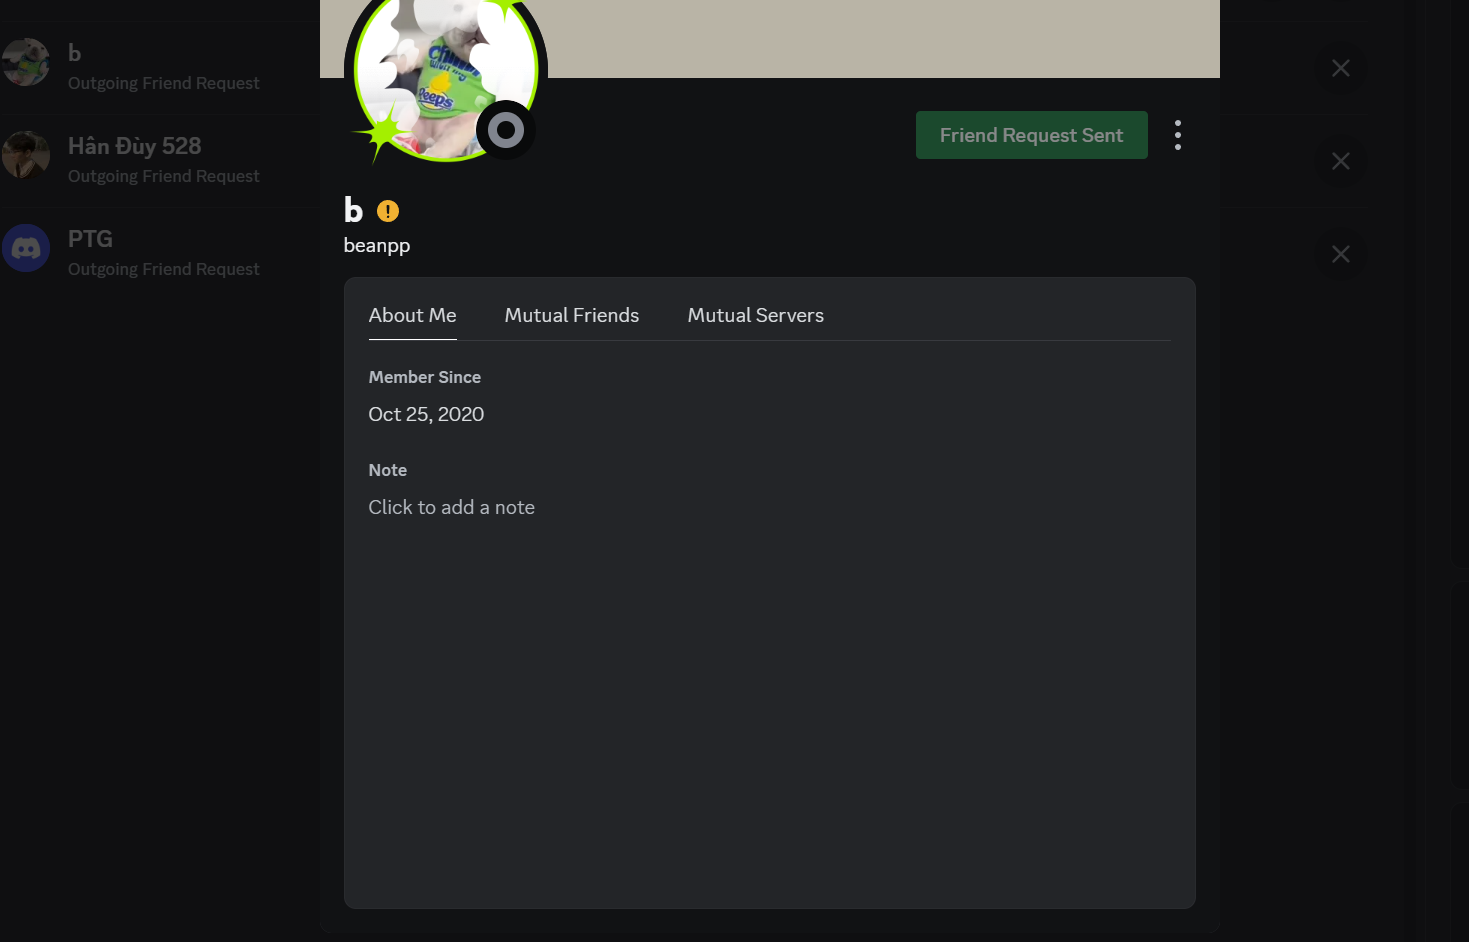 b
Outgoing Friend Request
Hân Đùy 528
Outgoing Friend Request
PTG
Outgoing Friend Request
Peeps
Friend Request Sent
b
beanpp
About Me
Mutual Friends
Mutual Servers
Member Since
Oct 25, 2020
Note
Click to add a note